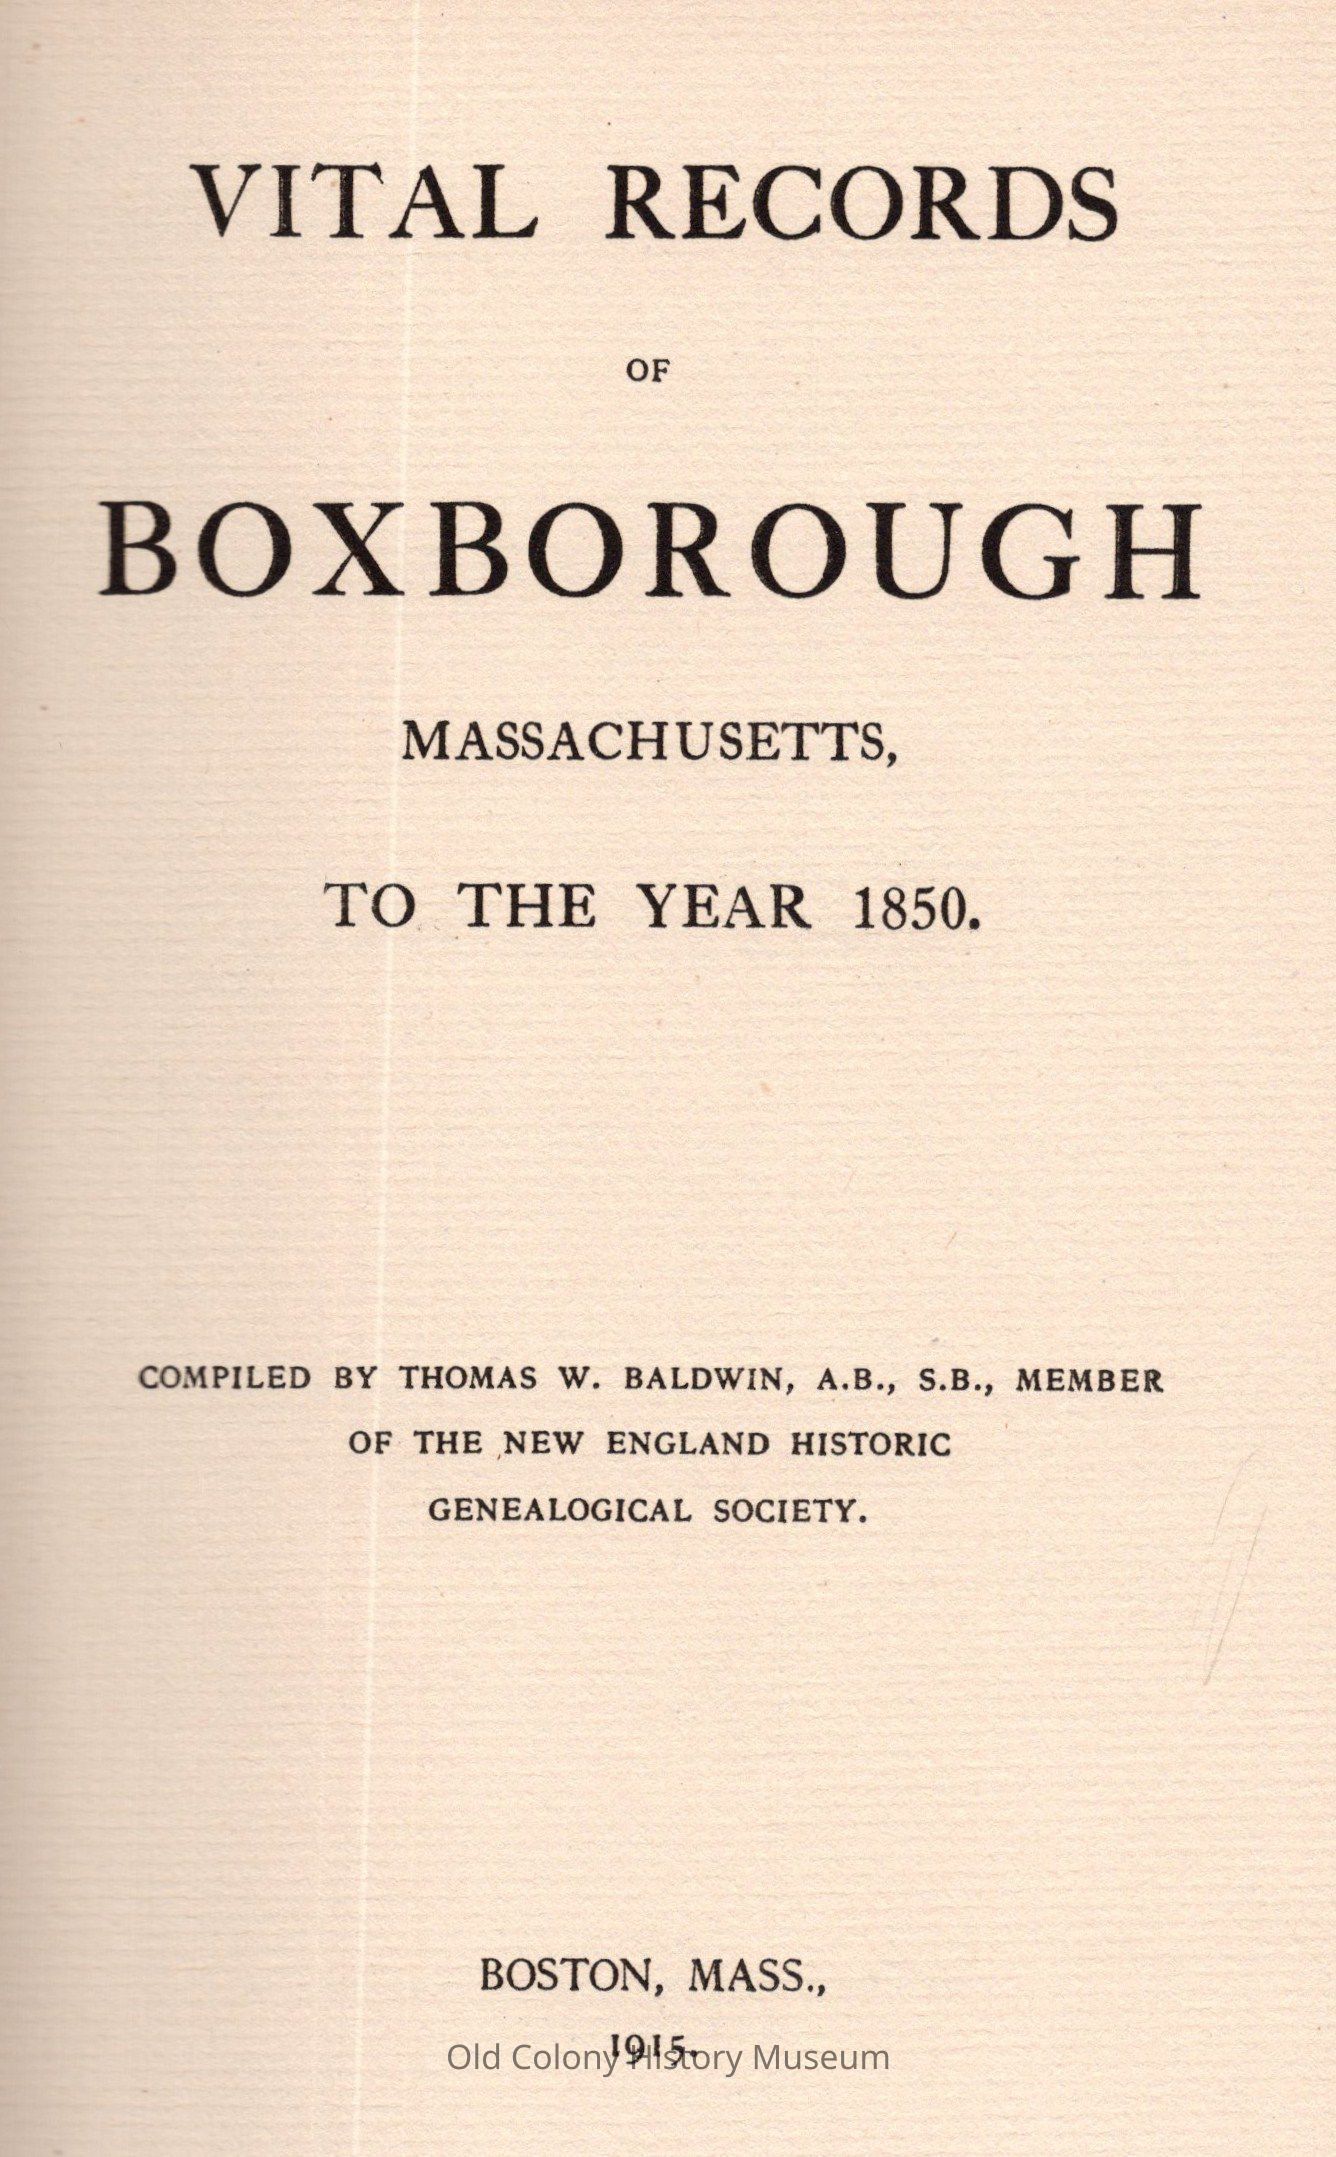 VITAL RECORDS
OF
BOXBOROUGH
MASSACHUSETTS,
TO THE YEAR 1850.
COMPILED BY THOMAS W. BALDWIN, A.B., S.B., MEMBER
OF THE NEW ENGLAND HISTORIC
GENEALOGICAL SOCIETY.
BOSTON, MASS.,
1915.
Old Colony History Museum